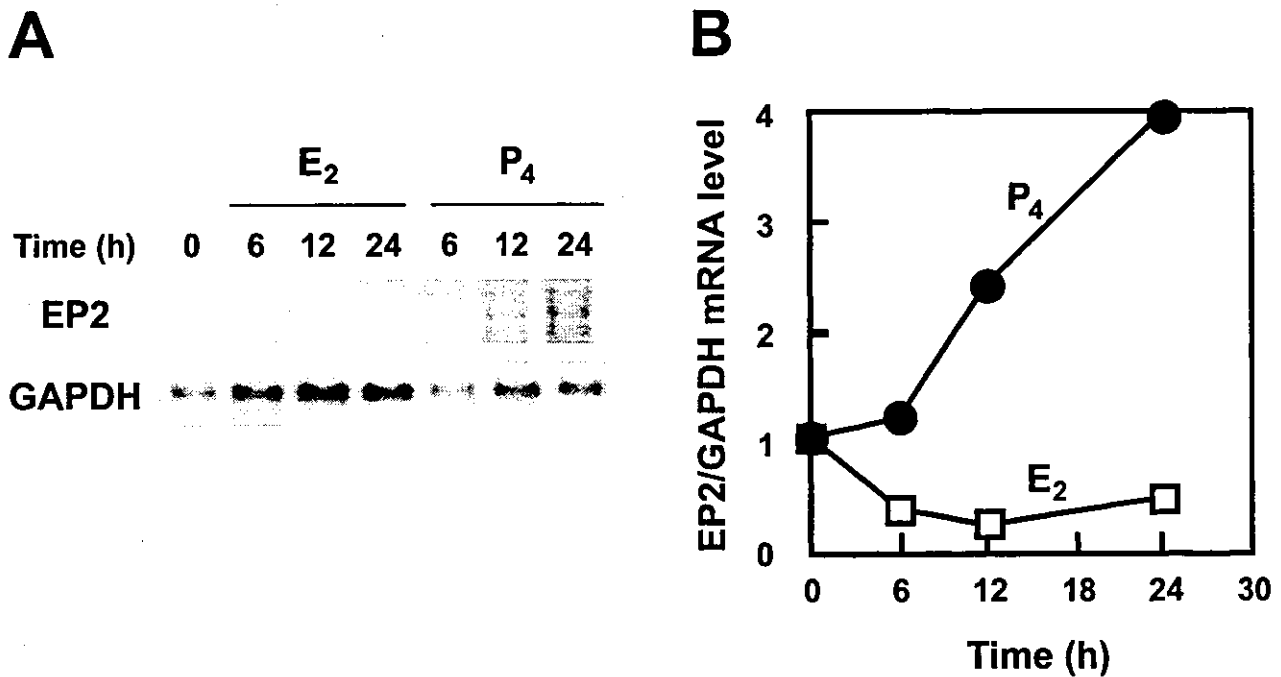 A
E₂ P₄
Time (h) 0 6 12 24 6 12 24
EP2
GAPDH
B
EP2/GAPDH mRNA level
4
3
2
1
0
P₄
E₂
0 6 12 18 24 30
Time (h)